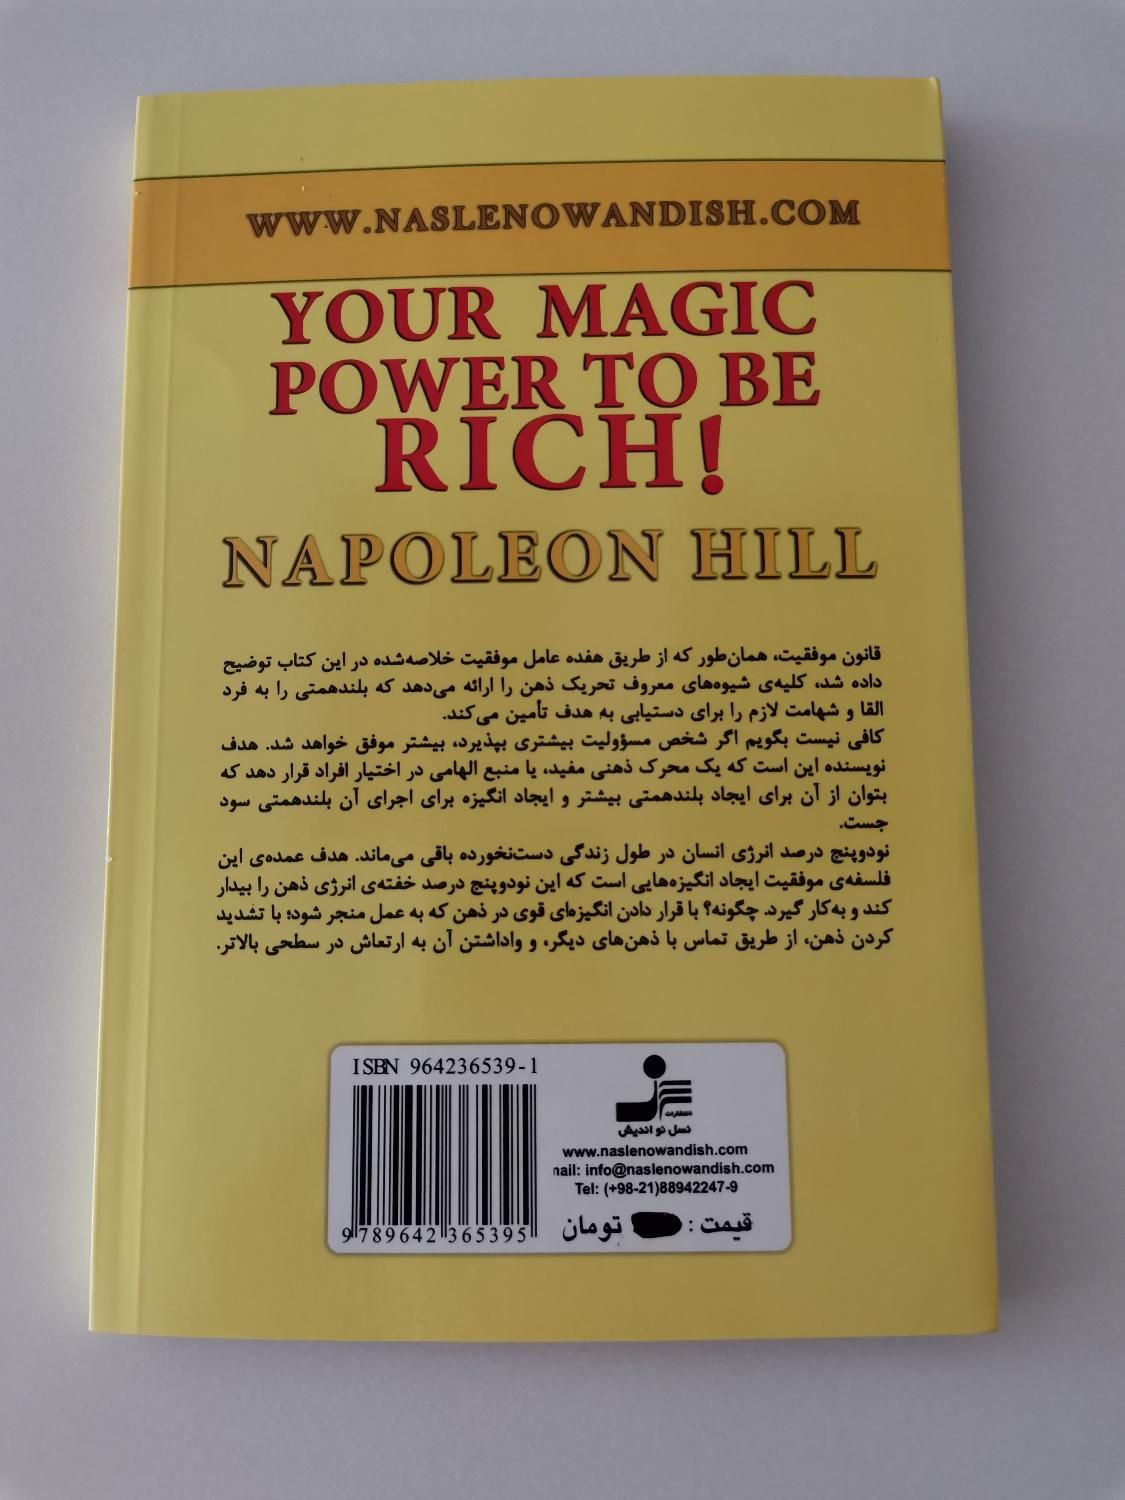 WWW.NASLENOWANDISH.COM
YOUR MAGIC
POWER TO BE
RICH!
NAPOLEON HILL
قانون موفقیت، همان‌طور که از طریق هفده عامل موفقیت خلاصه‌شده در این کتاب توضیح
داده شد، کلیه‌ی شیوه‌های معروف تحریک ذهن را ارائه می‌دهد که بلندهمتی را به فرد
القا و شهامت لازم را برای دستیابی به هدف تأمین می‌کند.
کافی نیست بگویم اگر شخص مسؤولیت بیشتری بپذیرد، بیشتر موفق خواهد شد. هدف
نویسنده این است که یک محرک ذهنی مفید، یا منبع الهامی در اختیار افراد قرار دهد که
بتوان از آن برای ایجاد بلندهمتی بیشتر و ایجاد انگیزه برای اجرای آن بلندهمتی سود
جست.
نودوپنج درصد انرژی انسان در طول زندگی دست‌نخورده باقی می‌ماند. هدف عمده‌ی این
فلسفه‌ی موفقیت ایجاد انگیزه‌هایی است که این نودوپنج درصد خفته‌ی انرژی ذهن را بیدار
کند و به‌کار گیرد. چگونه؟ با قرار دادن انگیزه‌ای قوی در ذهن که به عمل منجر شود؛ با تشدید
کردن ذهن، از طریق تماس با ذهن‌های دیگر، و واداشتن آن به ارتعاش در سطحی بالاتر.
ISBN 964236539-1
9 789642 365395
انتشارات
نسل نو اندیش
www.naslenowandish.com
nail: info@naslenowandish.com
Tel: (+98-21)88942247-9
قیمت : تومان